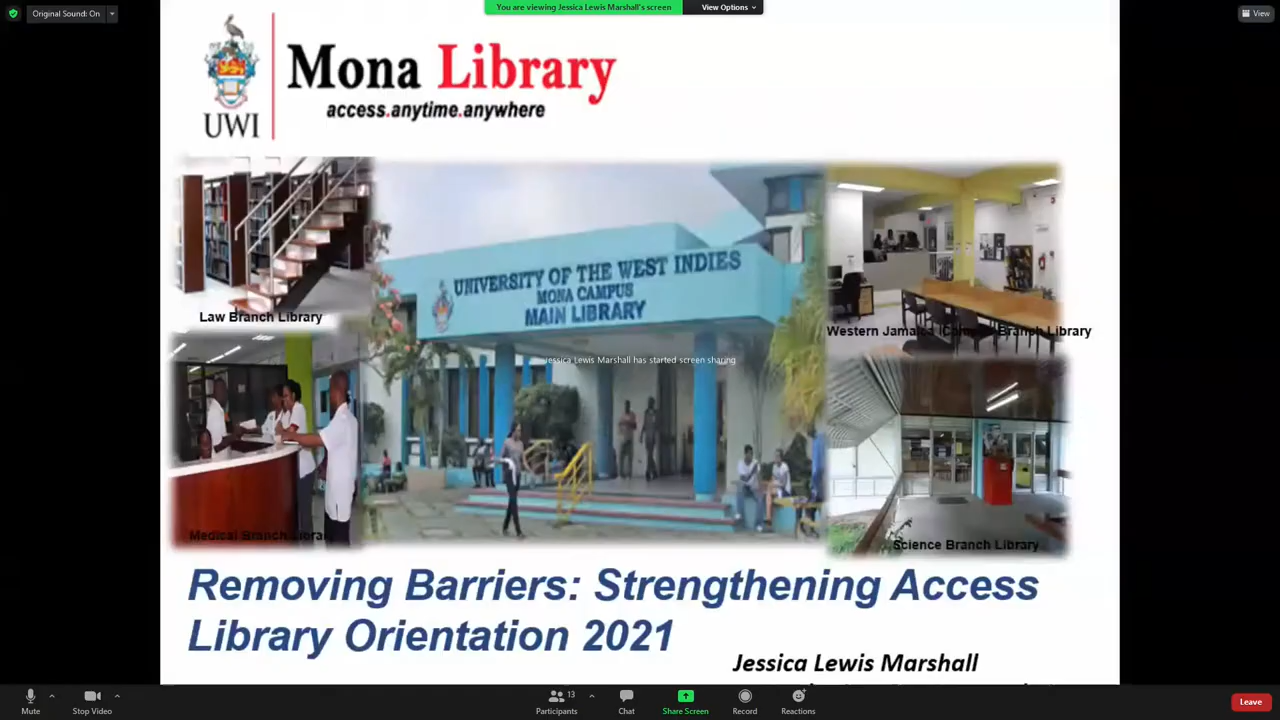 Original Sound: On
You are viewing Jessica Lewis Marshall's screen
View Options
View
UWI
Mona Library
access.anytime.anywhere
Law Branch Library
UNIVERSITY OF THE WEST INDIES
MONA CAMPUS
MAIN LIBRARY
Western Jamaica Branch Library
Jessica Lewis Marshall has started screen sharing
Medical Branch
Science Branch Library
Removing Barriers: Strengthening Access
Library Orientation 2021
Jessica Lewis Marshall
Mute
Stop Video
Participants
13
Chat
Share Screen
Record
Reactions
Leave